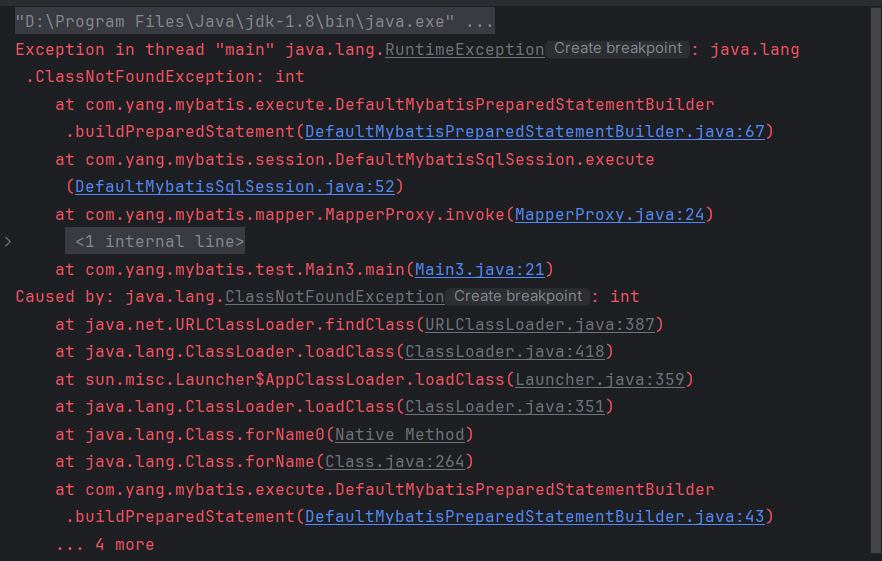 "D:\Program Files\Java\jdk-1.8\bin\java.exe" ...
Exception in thread "main" java.lang.RuntimeException Create breakpoint : java.lang
.ClassNotFoundException: int
at com.yang.mybatis.execute.DefaultMybatisPreparedStatementBuilder
.buildPreparedStatement(DefaultMybatisPreparedStatementBuilder.java:67)
at com.yang.mybatis.session.DefaultMybatisSqlSession.execute
(DefaultMybatisSqlSession.java:52)
at com.yang.mybatis.mapper.MapperProxy.invoke(MapperProxy.java:24)
<1 internal line>
at com.yang.mybatis.test.Main3.main(Main3.java:21)
Caused by: java.lang.ClassNotFoundException Create breakpoint : int
at java.net.URLClassLoader.findClass(URLClassLoader.java:387)
at java.lang.ClassLoader.loadClass(ClassLoader.java:418)
at sun.misc.Launcher$AppClassLoader.loadClass(Launcher.java:359)
at java.lang.ClassLoader.loadClass(ClassLoader.java:351)
at java.lang.Class.forName0(Native Method)
at java.lang.Class.forName(Class.java:264)
at com.yang.mybatis.execute.DefaultMybatisPreparedStatementBuilder
.buildPreparedStatement(DefaultMybatisPreparedStatementBuilder.java:43)
... 4 more